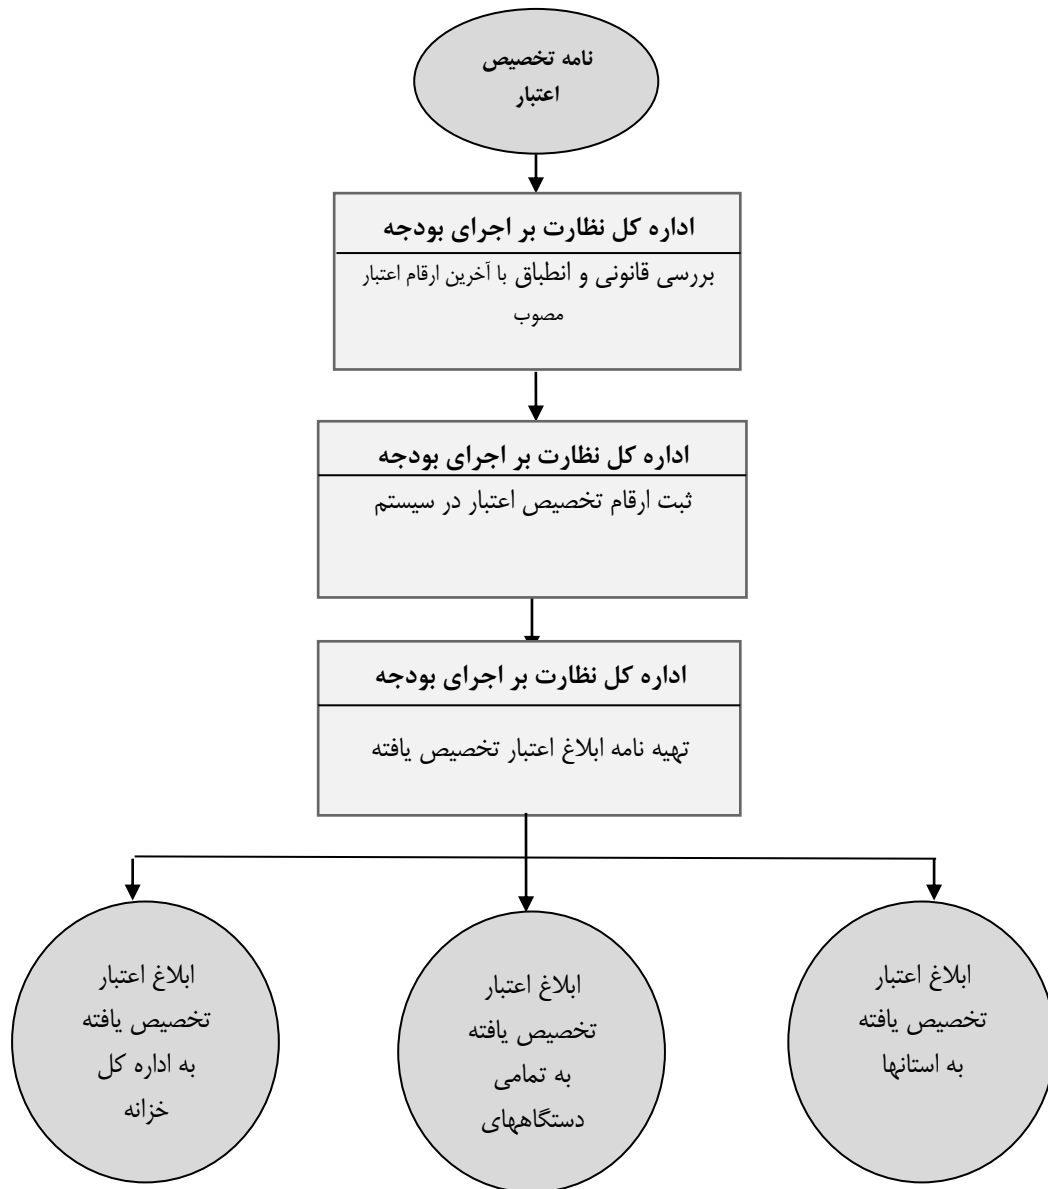 نامه تخصیص
اعتبار
اداره کل نظارت بر اجرای بودجه
بررسی قانونی و انطباق با آخرین ارقام اعتبار
مصوب
اداره کل نظارت بر اجرای بودجه
ثبت ارقام تخصیص اعتبار در سیستم
اداره کل نظارت بر اجرای بودجه
تهیه نامه ابلاغ اعتبار تخصیص یافته
ابلاغ اعتبار
تخصیص یافته
به استانها
ابلاغ اعتبار
تخصیص یافته
به تمامی
دستگاههای
ابلاغ اعتبار
تخصیص یافته
به اداره کل
خزانه